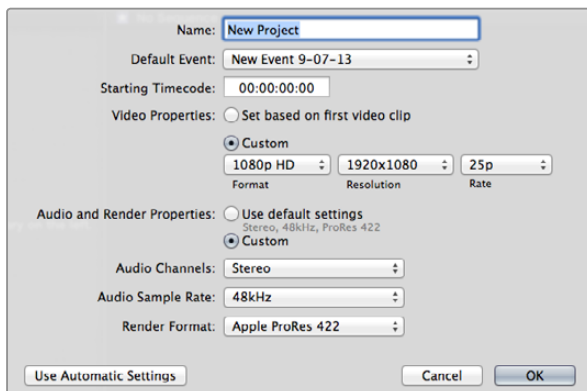 Name: New Project
Default Event: New Event 9-07-13
Starting Timecode: 00:00:00:00
Video Properties: Set based on first video clip
Custom
1080p HD 1920x1080 25p
Format Resolution Rate
Audio and Render Properties: Use default settings
Stereo, 48kHz, ProRes 422
Custom
Audio Channels: Stereo
Audio Sample Rate: 48kHz
Render Format: Apple ProRes 422
Use Automatic Settings Cancel OK